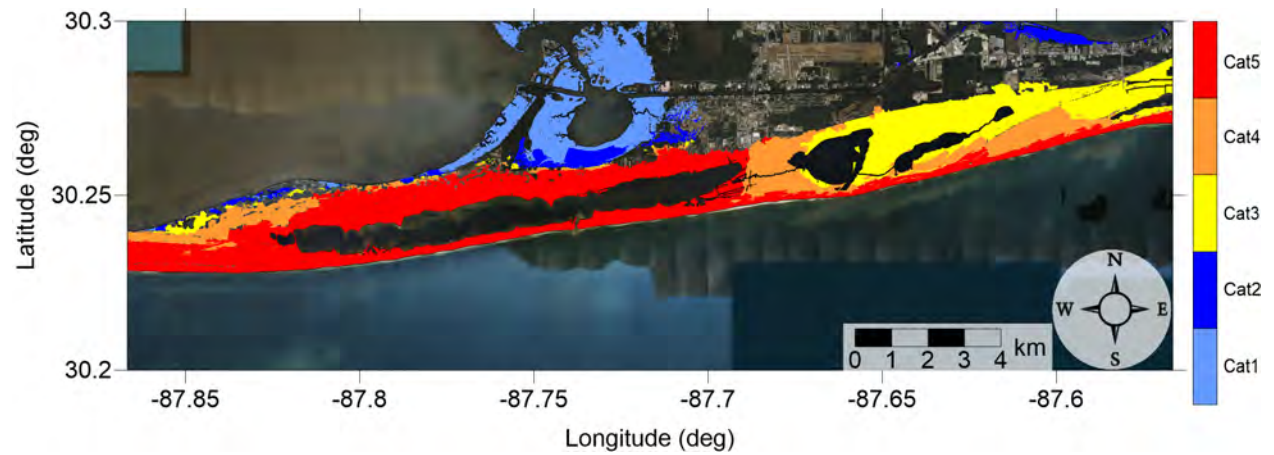 30.3
30.25
30.2
Latitude (deg)
-87.85
-87.8
-87.75
-87.7
-87.65
-87.6
Longitude (deg)
N
W
E
S
0 1 2 3 4 km
Cat5
Cat4
Cat3
Cat2
Cat1